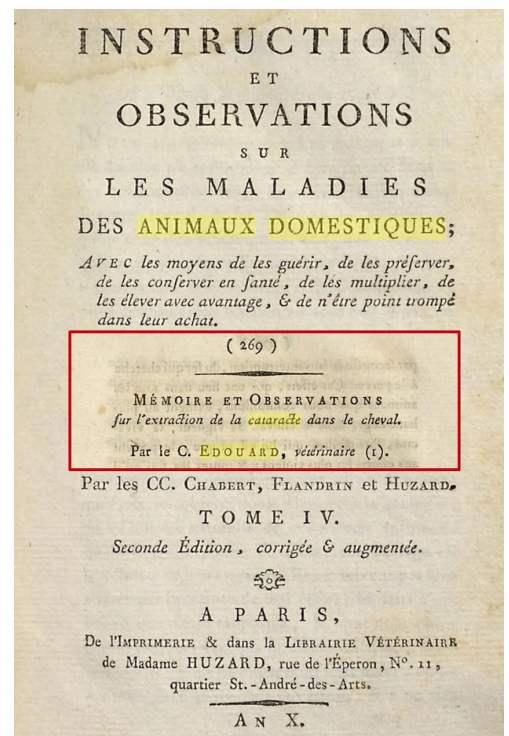 INSTRUCTIONS
ET
OBSERVATIONS
SUR
LES MALADIES
DES ANIMAUX DOMESTIQUES;
AVEC les moyens de les guérir, de les préserver,
de les conſerver en ſanté, de les multiplier, de
les élever avec avantage, & de n'être point trompé
dans leur achat.
( 269 )
MÉMOIRE ET OBSERVATIONS
ſur l'extraction de la cataracte dans le cheval.
Par le C. EDOUARD, vétérinaire (1).
Par les CC. CHABERT, FLANDRIN et HUZARD.
TOME IV.
Seconde Édition, corrigée & augmentée.
A PARIS,
De l'IMPRIMERIE & dans la LIBRAIRIE VÉTÉRINAIRE
de Madame HUZARD, rue de l'Éperon, N°. 11,
quartier St.-André-des-Arts.
AN X.